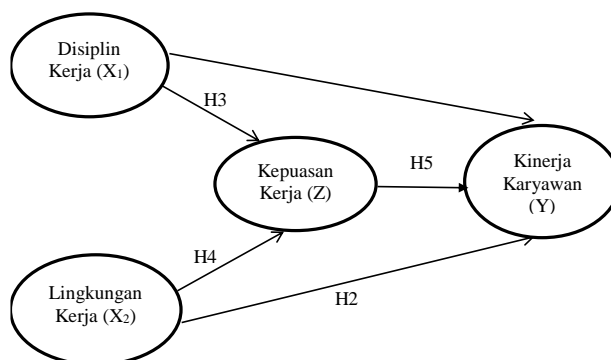 Disiplin
Kerja (X₁)
H3
Kepuasan
Kerja (Z)
H5
Kinerja
Karyawan
(Y)
H4
Lingkungan
Kerja (X₂)
H2